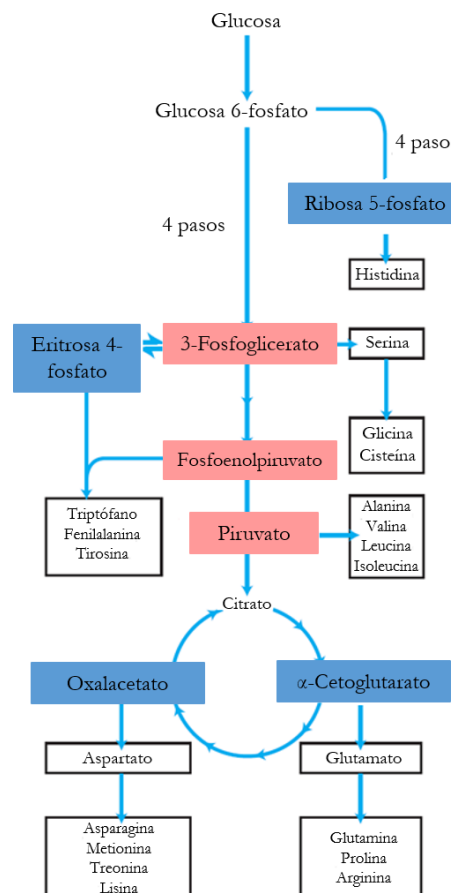 Glucosa
Glucosa 6-fosfato
4 paso
4 pasos
Ribosa 5-fosfato
Histidina
Eritrosa 4-
fosfato
3-Fosfoglicerato
Serina
Glicina
Cisteína
Fosfoenolpiruvato
Triptófano
Fenilalanina
Tirosina
Piruvato
Alanina
Valina
Leucina
Isoleucina
Citrato
Oxalacetato
α-Cetoglutarato
Aspartato
Glutamato
Asparagina
Metionina
Treonina
Lisina
Glutamina
Prolina
Arginina